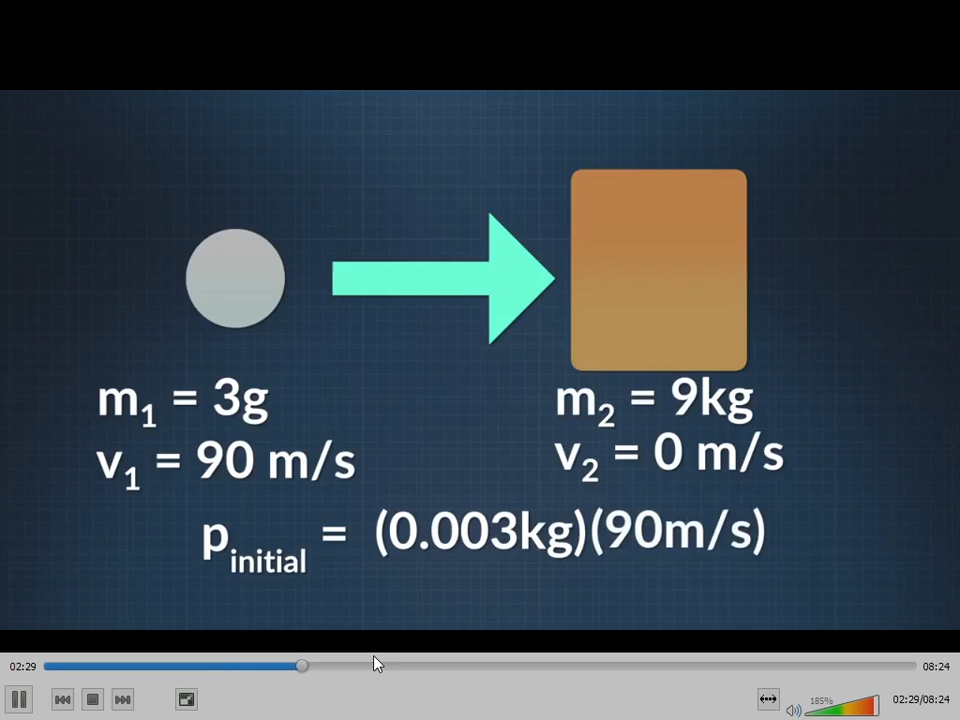 m₁ = 3g
v₁ = 90 m/s
m₂ = 9kg
v₂ = 0 m/s
p_initial = (0.003kg)(90m/s)
02:29
08:24
185%
02:29/08:24